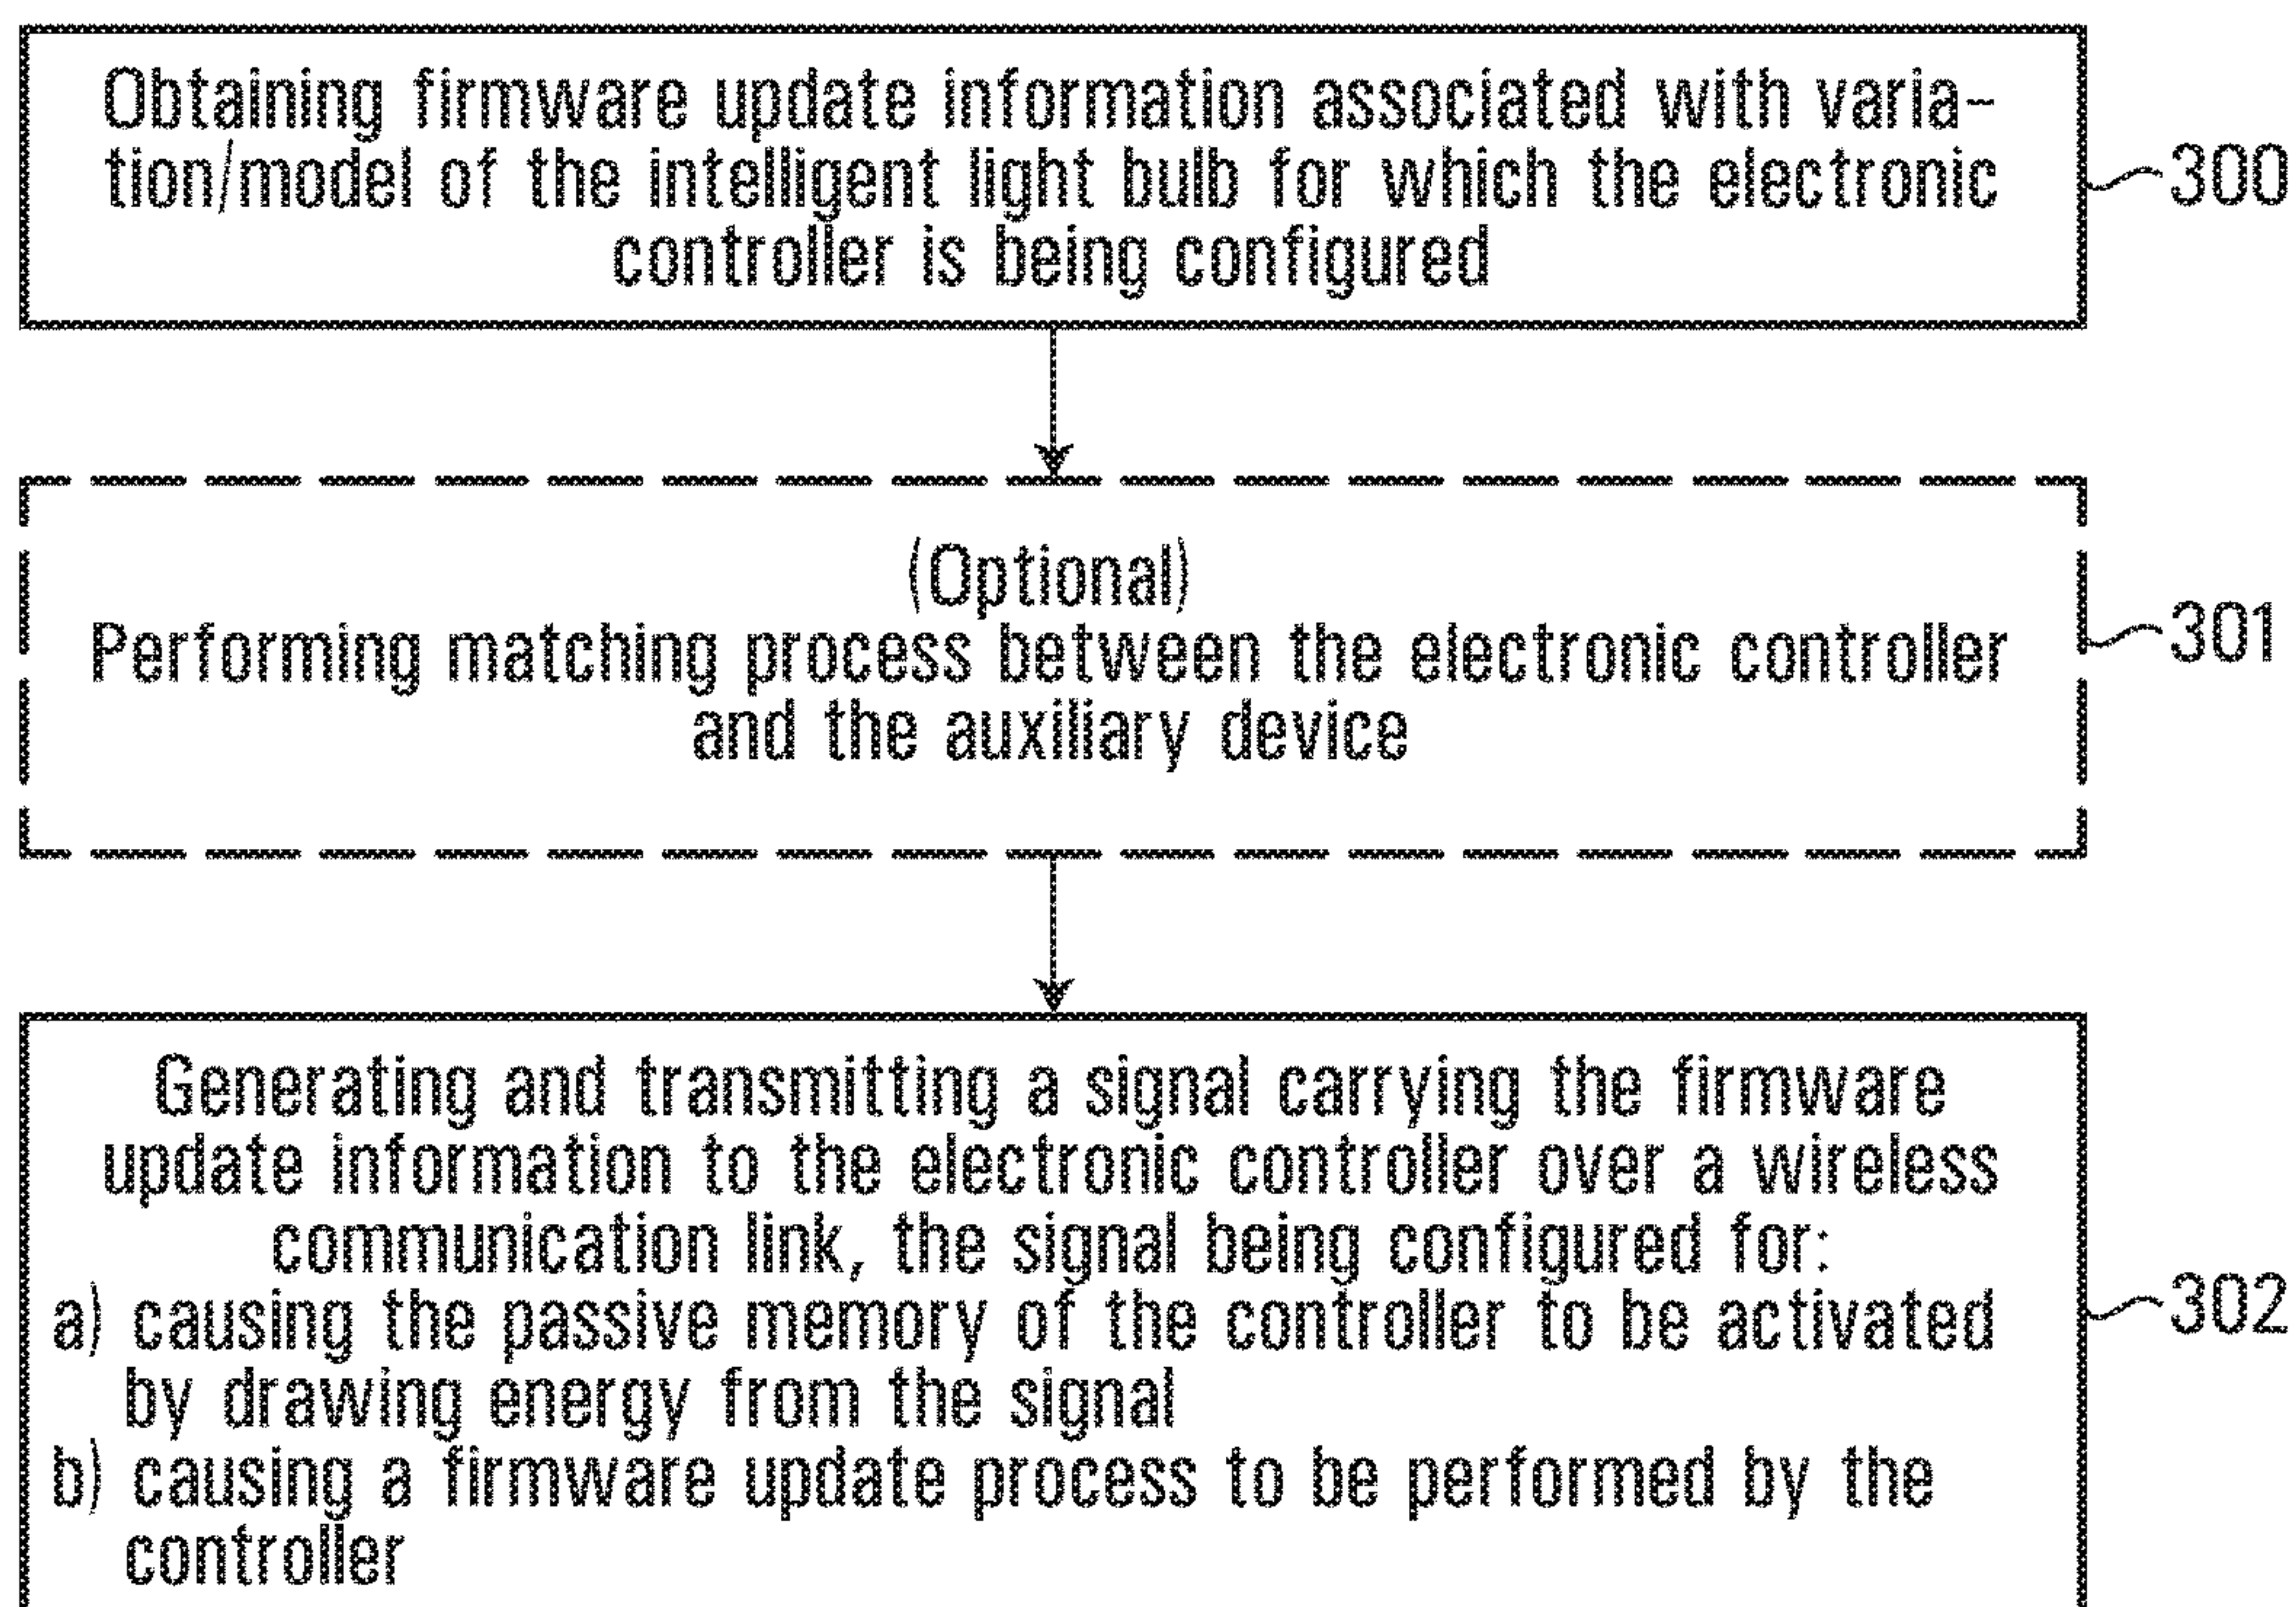 Obtaining firmware update information associated with varia-
tion/model of the intelligent light bulb for which the electronic
controller is being configured
300
(Optional)
Performing matching process between the electronic controller
and the auxiliary device
301
Generating and transmitting a signal carrying the firmware
update information to the electronic controller over a wireless
communication link, the signal being configured for:
a) causing the passive memory of the controller to be activated
by drawing energy from the signal
b) causing a firmware update process to be performed by the
controller
302